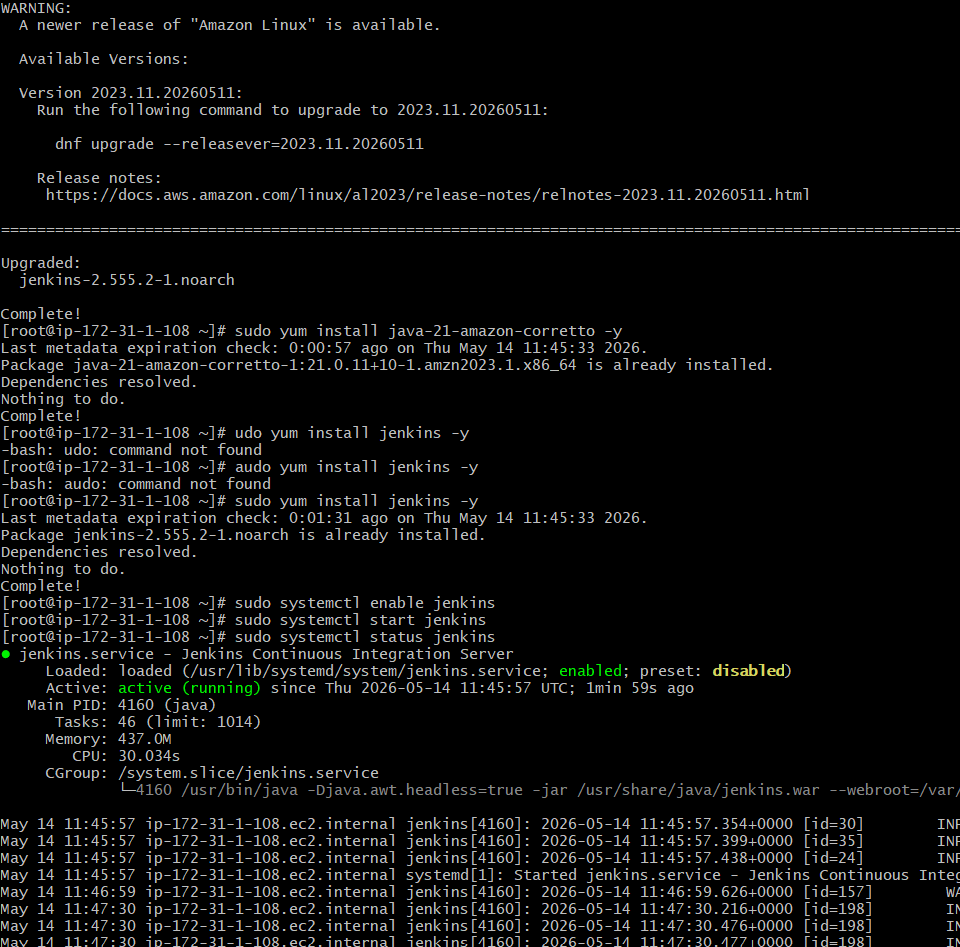 WARNING:
A newer release of "Amazon Linux" is available.
Available Versions:
Version 2023.11.20260511:
Run the following command to upgrade to 2023.11.20260511:
dnf upgrade --releasever=2023.11.20260511
Release notes:
https://docs.aws.amazon.com/linux/al2023/release-notes/relnotes-2023.11.20260511.html
================================================================================================================
Upgraded:
jenkins-2.555.2-1.noarch
Complete!
[root@ip-172-31-1-108 ~]# sudo yum install java-21-amazon-corretto -y
Last metadata expiration check: 0:00:57 ago on Thu May 14 11:45:33 2026.
Package java-21-amazon-corretto-1:21.0.11+10-1.amzn2023.1.x86_64 is already installed.
Dependencies resolved.
Nothing to do.
Complete!
[root@ip-172-31-1-108 ~]# udo yum install jenkins -y
-bash: udo: command not found
[root@ip-172-31-1-108 ~]# audo yum install jenkins -y
-bash: audo: command not found
[root@ip-172-31-1-108 ~]# sudo yum install jenkins -y
Last metadata expiration check: 0:01:31 ago on Thu May 14 11:45:33 2026.
Package jenkins-2.555.2-1.noarch is already installed.
Dependencies resolved.
Nothing to do.
Complete!
[root@ip-172-31-1-108 ~]# sudo systemctl enable jenkins
[root@ip-172-31-1-108 ~]# sudo systemctl start jenkins
[root@ip-172-31-1-108 ~]# sudo systemctl status jenkins
● jenkins.service - Jenkins Continuous Integration Server
Loaded: loaded (/usr/lib/systemd/system/jenkins.service; enabled; preset: disabled)
Active: active (running) since Thu 2026-05-14 11:45:57 UTC; 1min 59s ago
Main PID: 4160 (java)
Tasks: 46 (limit: 1014)
Memory: 437.0M
CPU: 30.034s
CGroup: /system.slice/jenkins.service
└─4160 /usr/bin/java -Djava.awt.headless=true -jar /usr/share/java/jenkins.war --webroot=/var/
May 14 11:45:57 ip-172-31-1-108.ec2.internal jenkins[4160]: 2026-05-14 11:45:57.354+0000 [id=30] INF
May 14 11:45:57 ip-172-31-1-108.ec2.internal jenkins[4160]: 2026-05-14 11:45:57.399+0000 [id=35] INF
May 14 11:45:57 ip-172-31-1-108.ec2.internal jenkins[4160]: 2026-05-14 11:45:57.438+0000 [id=24] INF
May 14 11:45:57 ip-172-31-1-108.ec2.internal systemd[1]: Started jenkins.service - Jenkins Continuous Integ
May 14 11:46:59 ip-172-31-1-108.ec2.internal jenkins[4160]: 2026-05-14 11:46:59.626+0000 [id=157] WA
May 14 11:47:30 ip-172-31-1-108.ec2.internal jenkins[4160]: 2026-05-14 11:47:30.216+0000 [id=198] IN
May 14 11:47:30 ip-172-31-1-108.ec2.internal jenkins[4160]: 2026-05-14 11:47:30.476+0000 [id=198] IN
May 14 11:47:30 ip-172-31-1-108.ec2.internal jenkins[4160]: 2026-05-14 11:47:30.477+0000 [id=198] IN